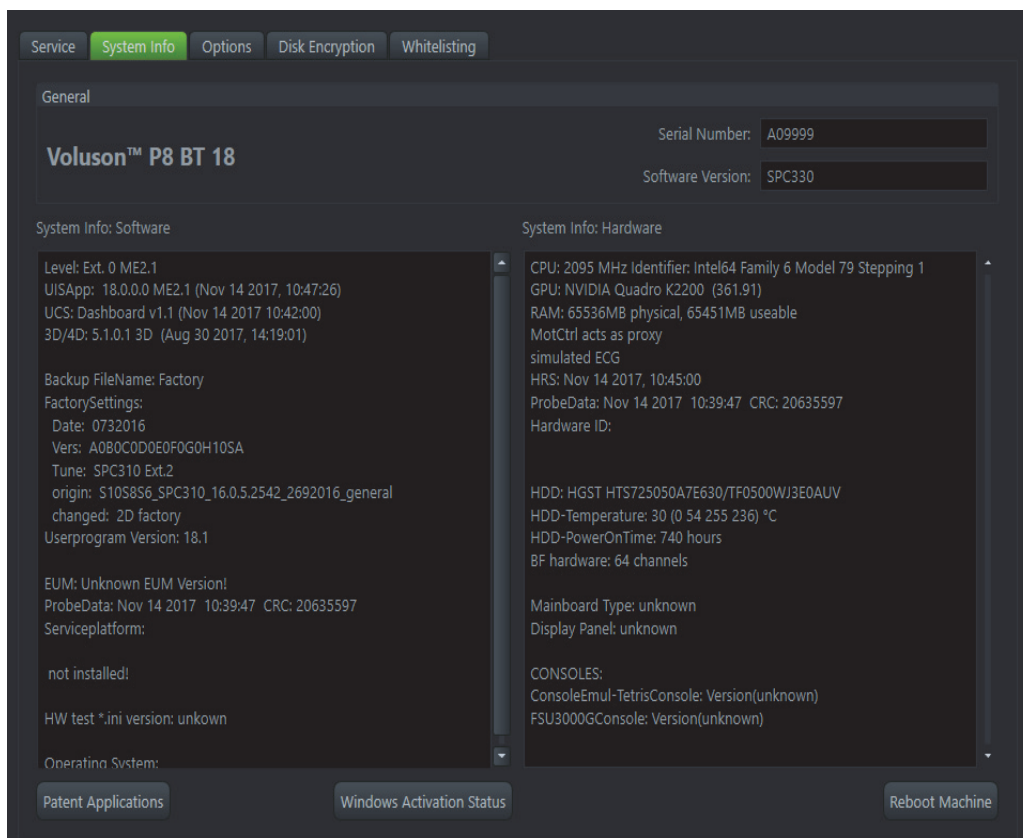 Service
System Info
Options
Disk Encryption
Whitelisting
General
Voluson™ P8 BT 18
Serial Number: A09999
Software Version: SPC330
System Info: Software
Level: Ext. 0 ME2.1
UISApp:  18.0.0.0 ME2.1 (Nov 14 2017, 10:47:26)
UCS: Dashboard v1.1 (Nov 14 2017 10:42:00)
3D/4D: 5.1.0.1 3D  (Aug 30 2017, 14:19:01)
Backup FileName: Factory
FactorySettings:
Date:  0732016
Vers:  A0B0C0D0E0F0G0H10SA
Tune:  SPC310 Ext.2
origin:  S10S8S6_SPC310_16.0.5.2542_2692016_general
changed:  2D factory
Userprogram Version: 18.1
EUM: Unknown EUM Version!
ProbeData: Nov 14 2017  10:39:47  CRC: 20635597
Serviceplatform:
not installed!
HW test *.ini version: unkown
Operating System:
System Info: Hardware
CPU: 2095 MHz Identifier: Intel64 Family 6 Model 79 Stepping 1
GPU: NVIDIA Quadro K2200  (361.91)
RAM: 65536MB physical, 65451MB useable
MotCtrl acts as proxy
simulated ECG
HRS: Nov 14 2017, 10:45:00
ProbeData: Nov 14 2017  10:39:47  CRC: 20635597
Hardware ID:
HDD: HGST HTS725050A7E630/TF0500WJ3E0AUV
HDD-Temperature: 30 (0 54 255 236) °C
HDD-PowerOnTime: 740 hours
BF hardware: 64 channels
Mainboard Type: unknown
Display Panel: unknown
CONSOLES:
ConsoleEmul-TetrisConsole: Version(unknown)
FSU3000GConsole: Version(unknown)
Patent Applications
Windows Activation Status
Reboot Machine